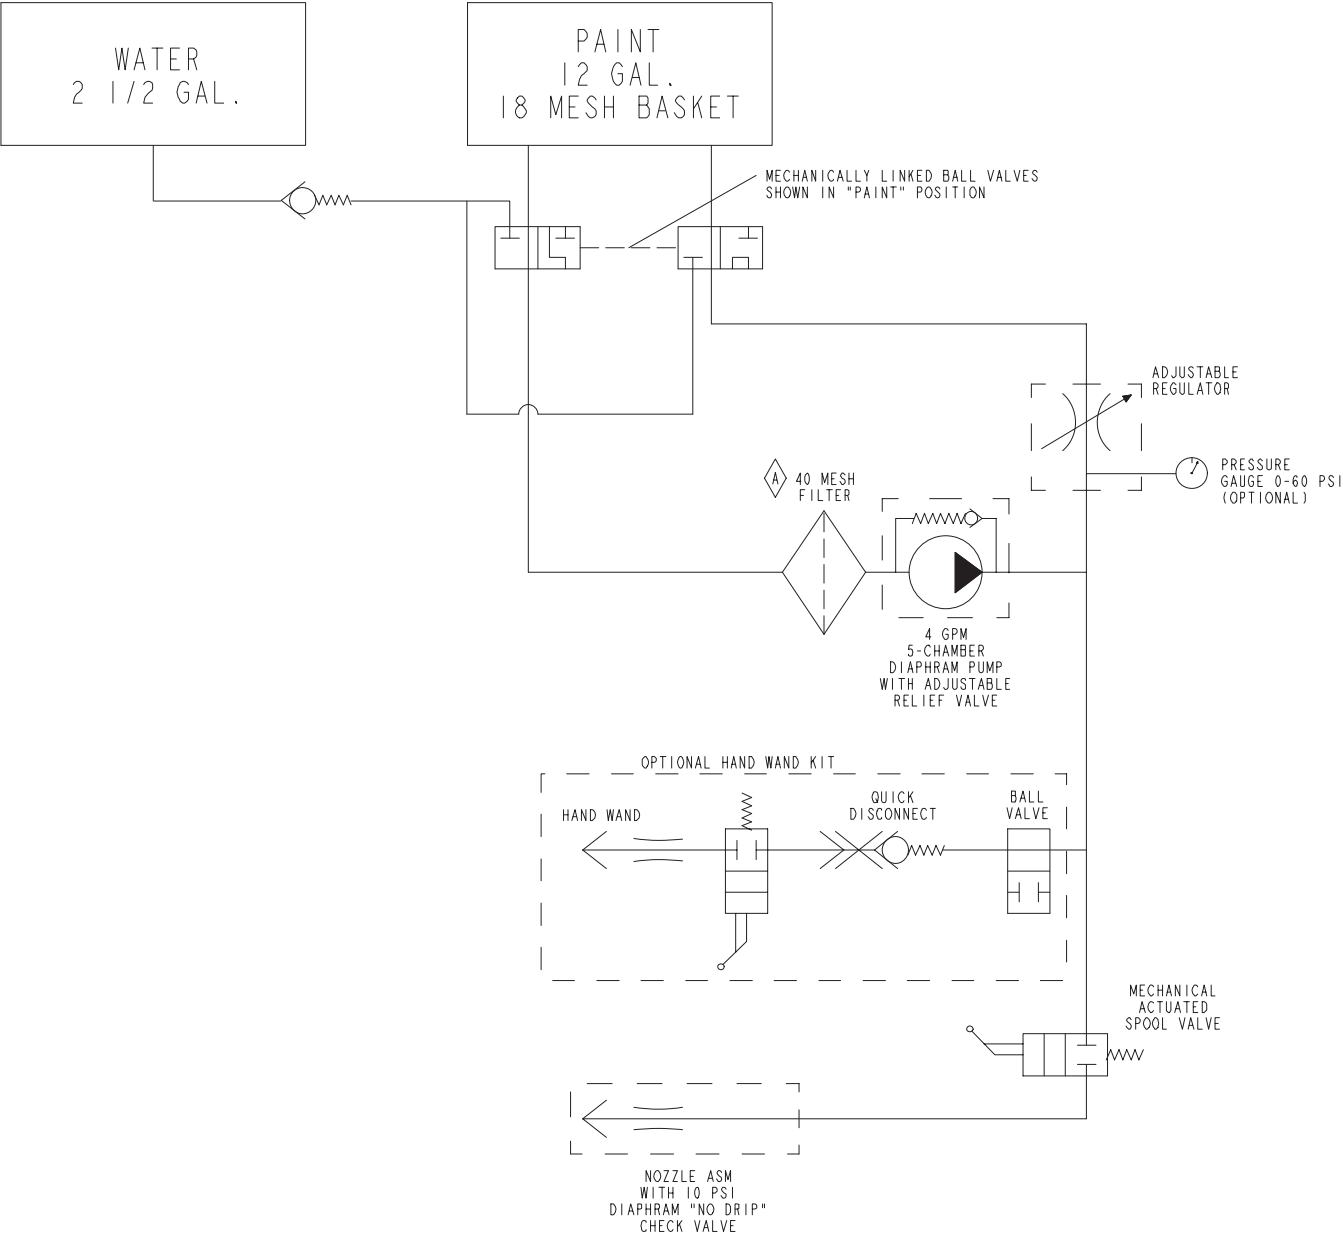 WATER
2 1/2 GAL.
PAINT
12 GAL.
18 MESH BASKET
MECHANICALLY LINKED BALL VALVES
SHOWN IN "PAINT" POSITION
ADJUSTABLE
REGULATOR
PRESSURE
GAUGE 0-60 PSI
(OPTIONAL)
A
40 MESH
FILTER
4 GPM
5-CHAMBER
DIAPHRAM PUMP
WITH ADJUSTABLE
RELIEF VALVE
OPTIONAL HAND WAND KIT
HAND WAND
QUICK
DISCONNECT
BALL
VALVE
MECHANICAL
ACTUATED
SPOOL VALVE
NOZZLE ASM
WITH 10 PSI
DIAPHRAM "NO DRIP"
CHECK VALVE